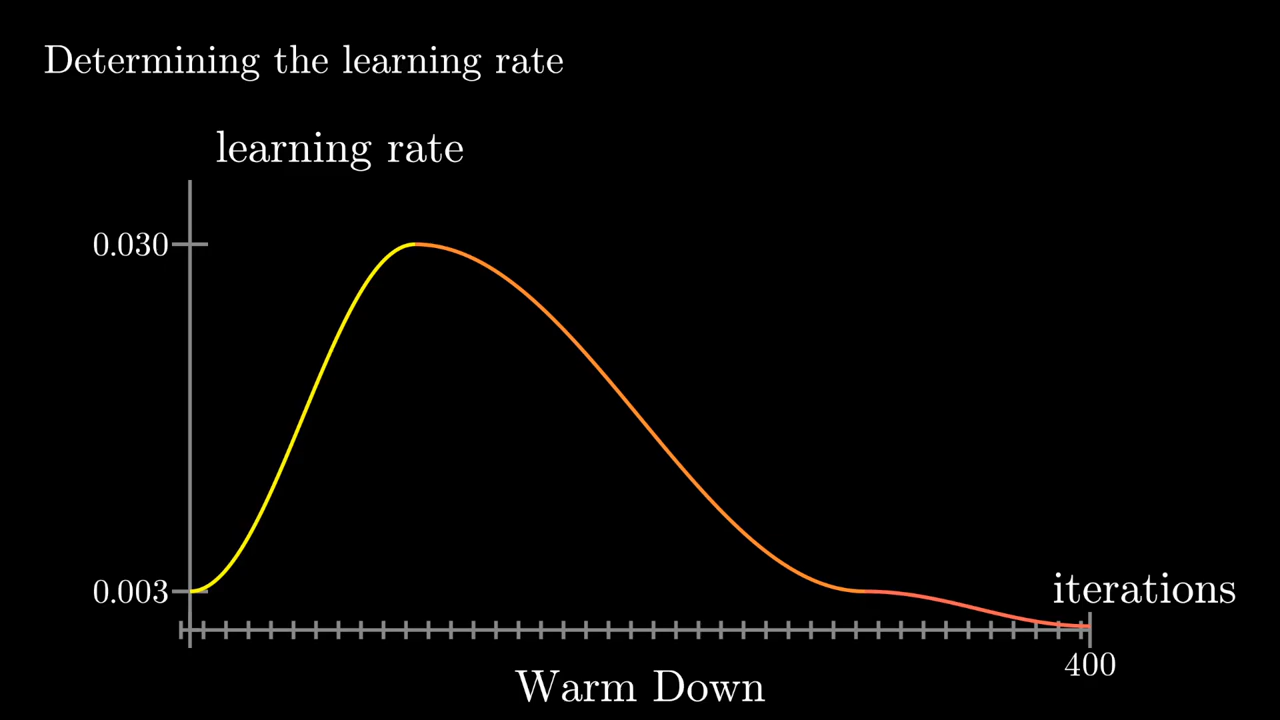 Determining the learning rate
learning rate
0.030
0.003
iterations
400
Warm Down